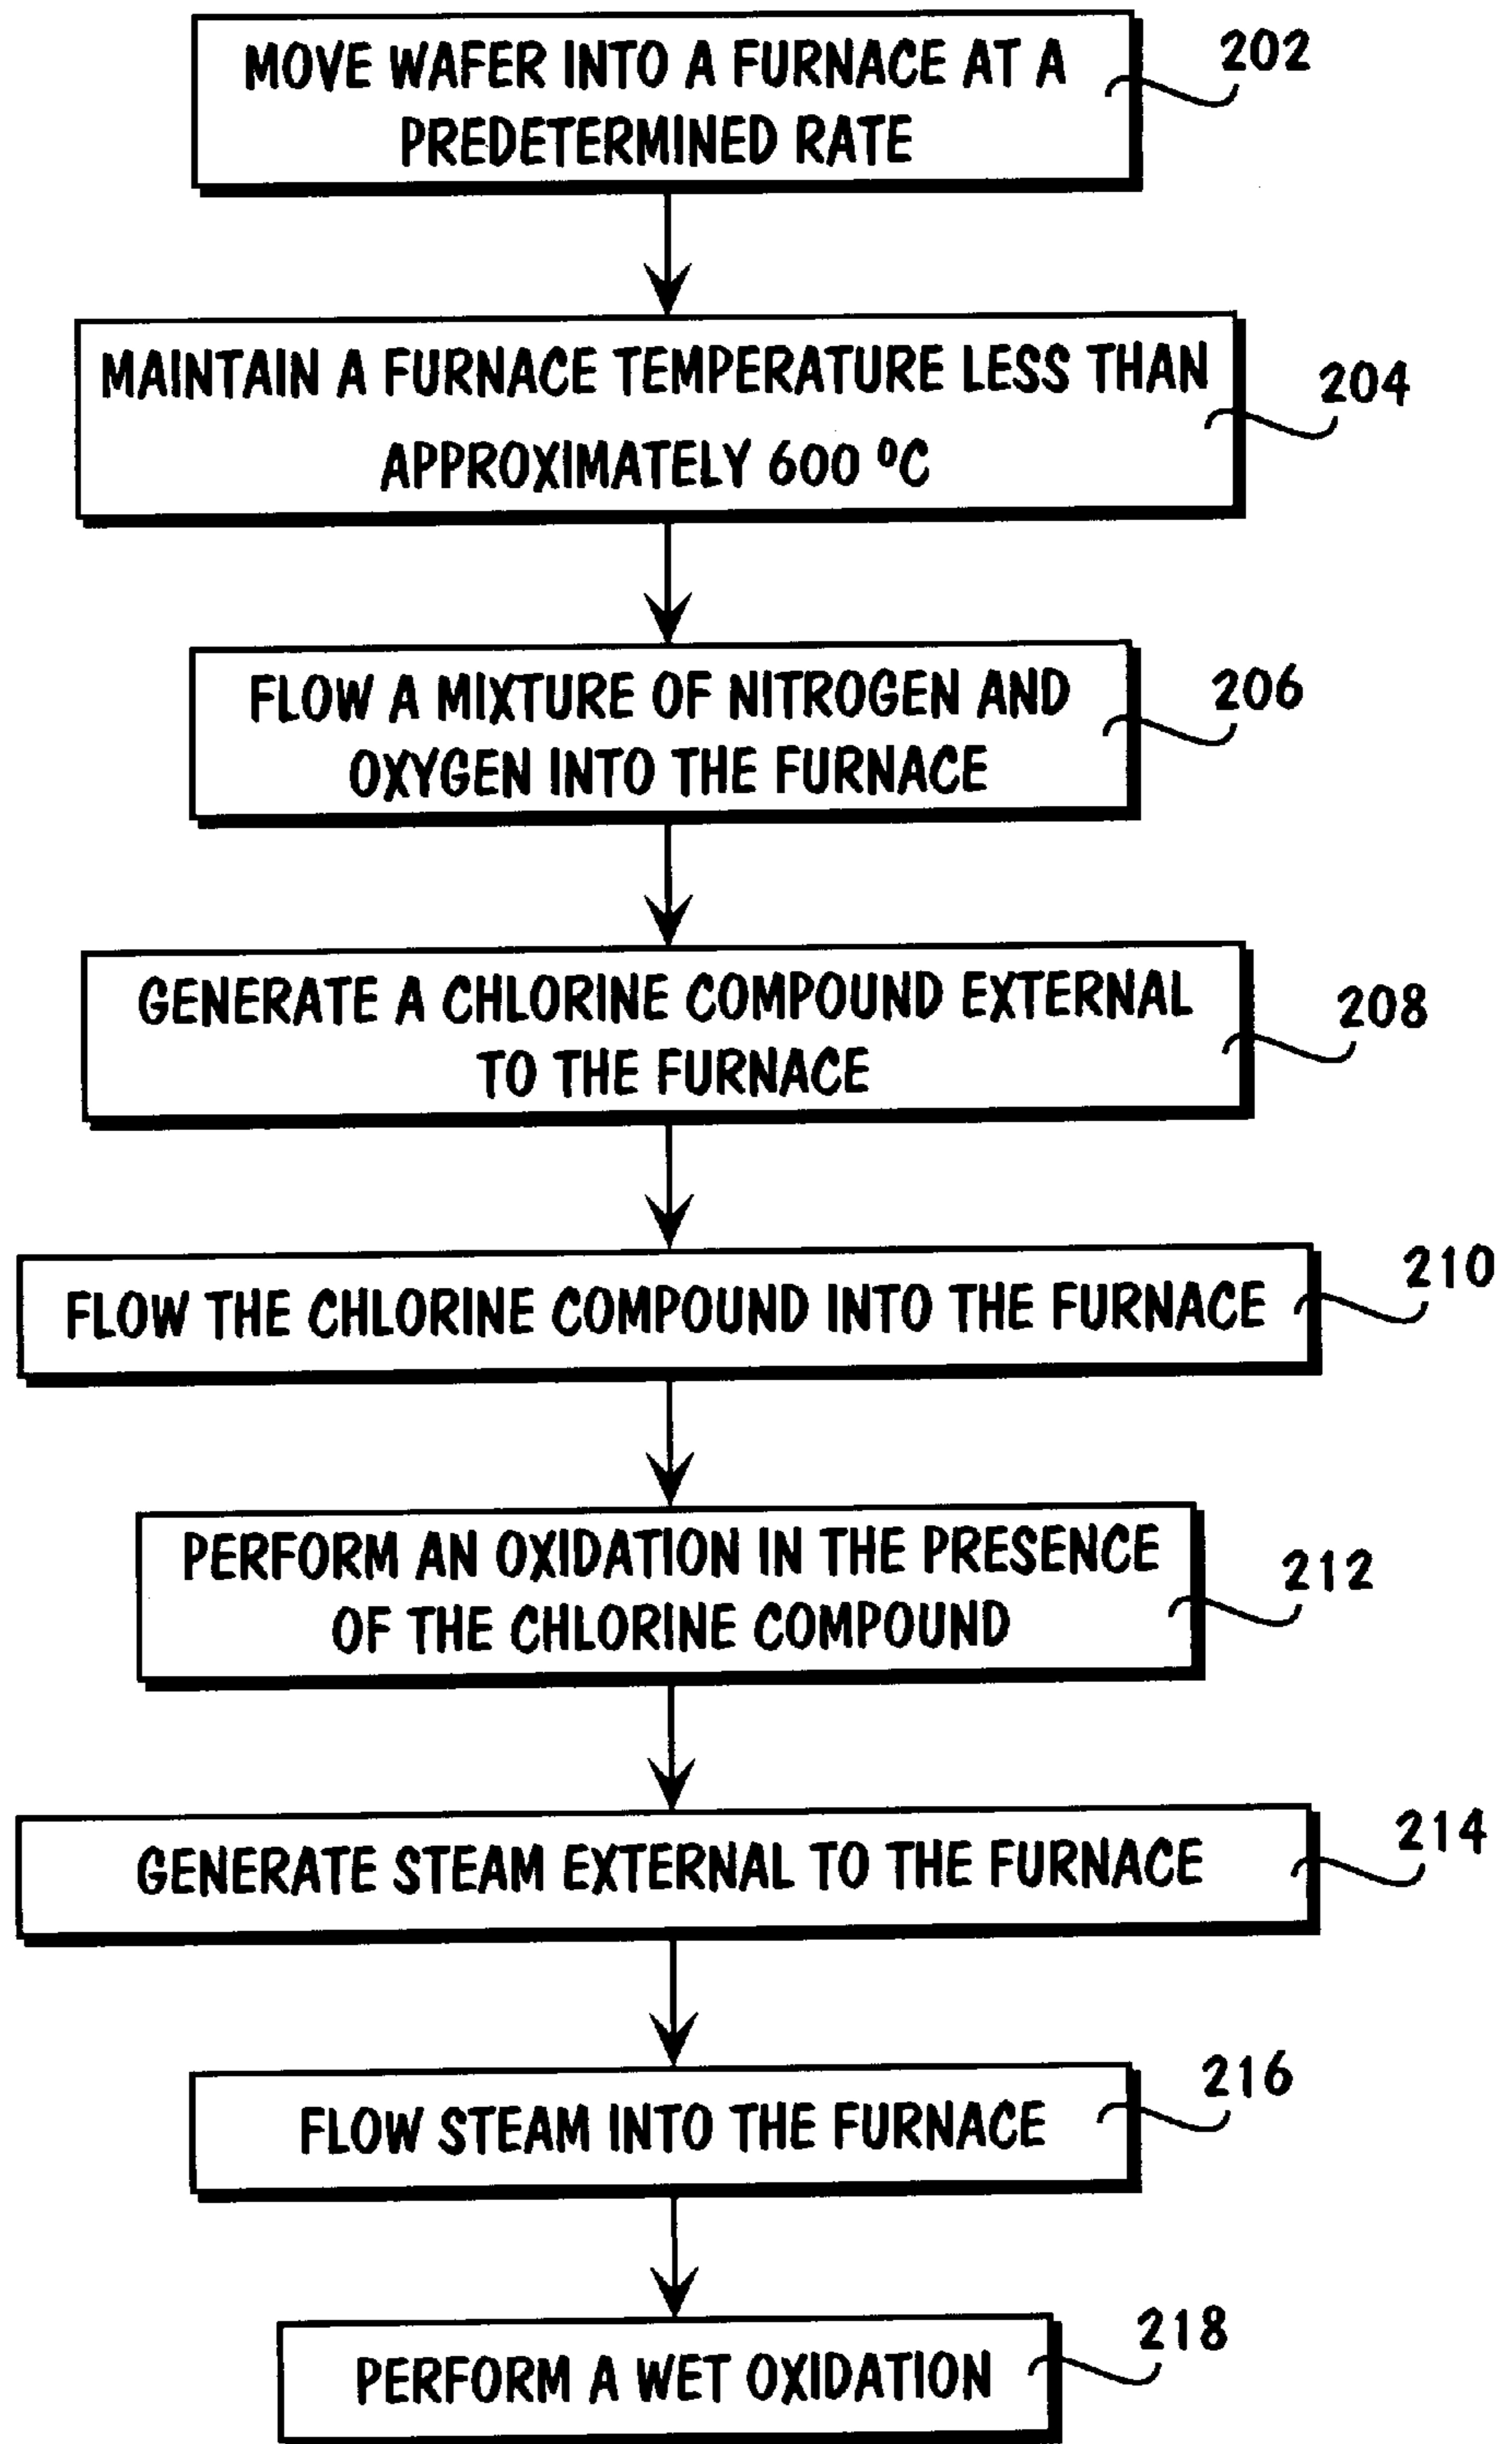 MOVE WAFER INTO A FURNACE AT A
PREDETERMINED RATE
202
MAINTAIN A FURNACE TEMPERATURE LESS THAN
APPROXIMATELY 600 ºC
204
FLOW A MIXTURE OF NITROGEN AND
OXYGEN INTO THE FURNACE
206
GENERATE A CHLORINE COMPOUND EXTERNAL
TO THE FURNACE
208
FLOW THE CHLORINE COMPOUND INTO THE FURNACE
210
PERFORM AN OXIDATION IN THE PRESENCE
OF THE CHLORINE COMPOUND
212
GENERATE STEAM EXTERNAL TO THE FURNACE
214
FLOW STEAM INTO THE FURNACE
216
PERFORM A WET OXIDATION
218